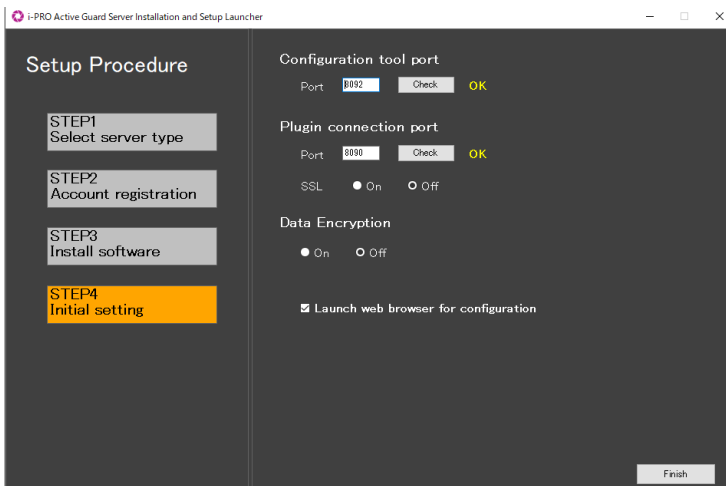 i-PRO Active Guard Server Installation and Setup Launcher
Setup Procedure
STEP1
Select server type
STEP2
Account registration
STEP3
Install software
STEP4
Initial setting
Configuration tool port
Port 8092 Check OK
Plugin connection port
Port 8090 Check OK
SSL On Off
Data Encryption
On Off
Launch web browser for configuration
Finish